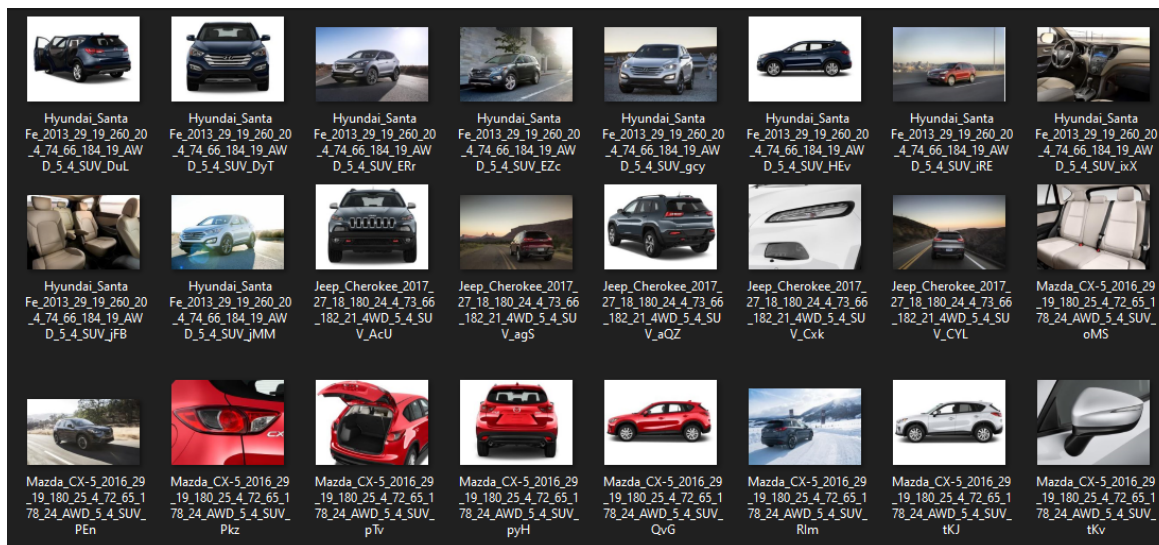 Hyundai_Santa
Fe_2013_29_19_260_20
_4_74_66_184_19_AW
D_5_4_SUV_DuL
Hyundai_Santa
Fe_2013_29_19_260_20
_4_74_66_184_19_AW
D_5_4_SUV_DyT
Hyundai_Santa
Fe_2013_29_19_260_20
_4_74_66_184_19_AW
D_5_4_SUV_ERr
Hyundai_Santa
Fe_2013_29_19_260_20
_4_74_66_184_19_AW
D_5_4_SUV_EZc
Hyundai_Santa
Fe_2013_29_19_260_20
_4_74_66_184_19_AW
D_5_4_SUV_gcy
Hyundai_Santa
Fe_2013_29_19_260_20
_4_74_66_184_19_AW
D_5_4_SUV_HEv
Hyundai_Santa
Fe_2013_29_19_260_20
_4_74_66_184_19_AW
D_5_4_SUV_iRE
Hyundai_Santa
Fe_2013_29_19_260_20
_4_74_66_184_19_AW
D_5_4_SUV_ixX
Hyundai_Santa
Fe_2013_29_19_260_20
_4_74_66_184_19_AW
D_5_4_SUV_jFB
Hyundai_Santa
Fe_2013_29_19_260_20
_4_74_66_184_19_AW
D_5_4_SUV_jMM
Jeep_Cherokee_2017_
27_18_180_24_4_73_66
_182_21_4WD_5_4_SU
V_AcU
Jeep_Cherokee_2017_
27_18_180_24_4_73_66
_182_21_4WD_5_4_SU
V_agS
Jeep_Cherokee_2017_
27_18_180_24_4_73_66
_182_21_4WD_5_4_SU
V_aQZ
Jeep_Cherokee_2017_
27_18_180_24_4_73_66
_182_21_4WD_5_4_SU
V_Cxk
Jeep_Cherokee_2017_
27_18_180_24_4_73_66
_182_21_4WD_5_4_SU
V_CYL
Mazda_CX-5_2016_29
_19_180_25_4_72_65_1
78_24_AWD_5_4_SUV_
oMS
Mazda_CX-5_2016_29
_19_180_25_4_72_65_1
78_24_AWD_5_4_SUV_
PEn
Mazda_CX-5_2016_29
_19_180_25_4_72_65_1
78_24_AWD_5_4_SUV_
Pkz
Mazda_CX-5_2016_29
_19_180_25_4_72_65_1
78_24_AWD_5_4_SUV_
pTv
Mazda_CX-5_2016_29
_19_180_25_4_72_65_1
78_24_AWD_5_4_SUV_
pyH
Mazda_CX-5_2016_29
_19_180_25_4_72_65_1
78_24_AWD_5_4_SUV_
QvG
Mazda_CX-5_2016_29
_19_180_25_4_72_65_1
78_24_AWD_5_4_SUV_
Rlm
Mazda_CX-5_2016_29
_19_180_25_4_72_65_1
78_24_AWD_5_4_SUV_
tKJ
Mazda_CX-5_2016_29
_19_180_25_4_72_65_1
78_24_AWD_5_4_SUV_
tKv